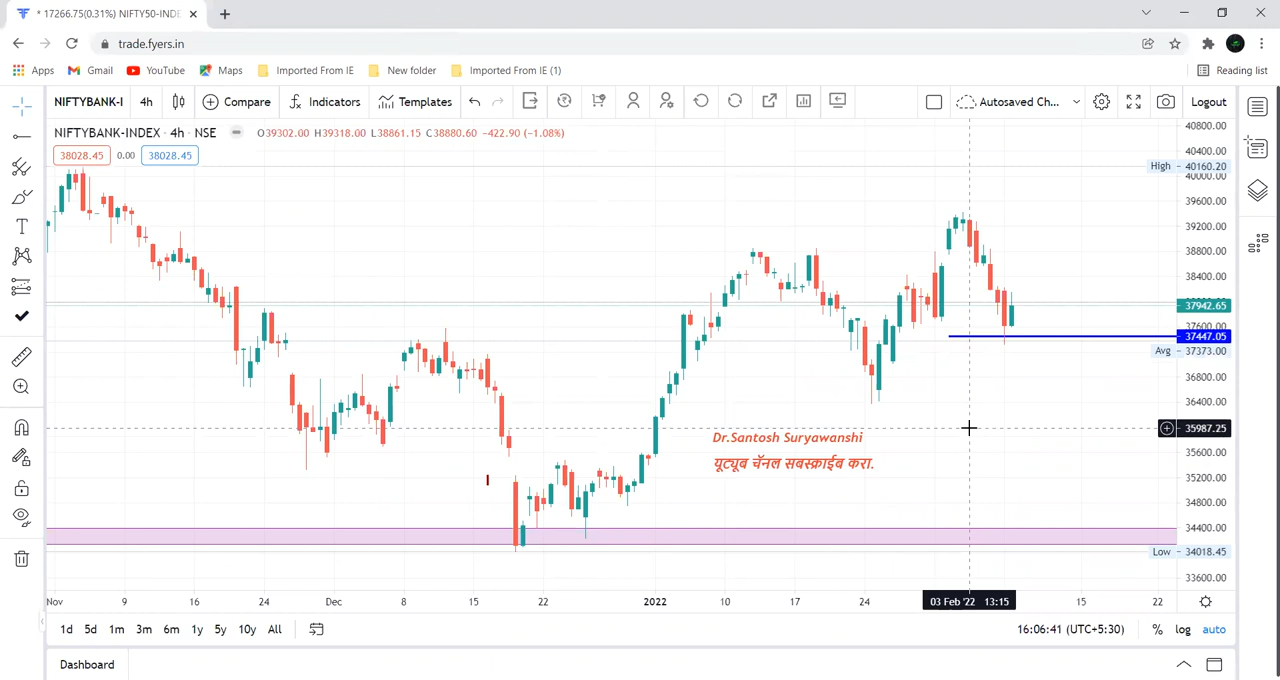 * 17266.75(0.31%) NIFTY50-INDE
trade.fyers.in
Apps Gmail YouTube Maps Imported From IE New folder Imported From IE (1) Reading list
NIFTYBANK-I 4h Compare Indicators Templates Autosaved Ch... Logout
NIFTYBANK-INDEX · 4h · NSE O39302.00 H39318.00 L38861.15 C38880.60 −422.90 (−1.08%)
38028.45 0.00 38028.45
40800.00
40400.00
High 40160.20
40000.00
39600.00
39200.00
38800.00
38400.00
37942.65
37600.00
37447.05
Avg 37373.00
36800.00
36400.00
35987.25
Dr.Santosh Suryawanshi
35600.00
यूट्यूब चॅनल सबस्क्राईब करा.
35200.00
34800.00
34400.00
Low 34018.45
33600.00
Nov 9 16 24 Dec 8 15 22 2022 10 17 24 03 Feb '22 13:15 15 22
1d 5d 1m 3m 6m 1y 5y 10y All 16:06:41 (UTC+5:30) % log auto
Dashboard